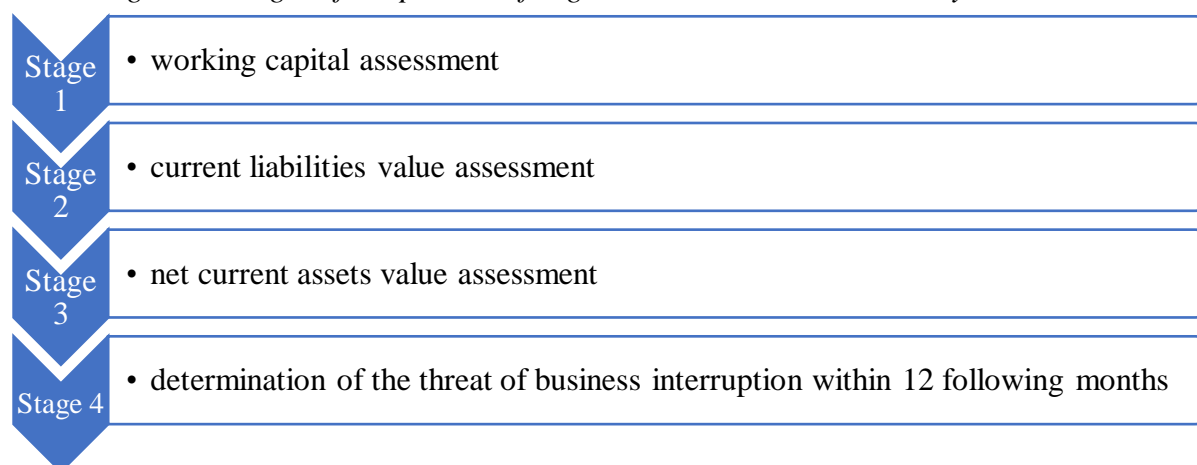 Stage
1
• working capital assessment
Stage
2
• current liabilities value assessment
Stage
3
• net current assets value assessment
Stage 4
• determination of the threat of business interruption within 12 following months